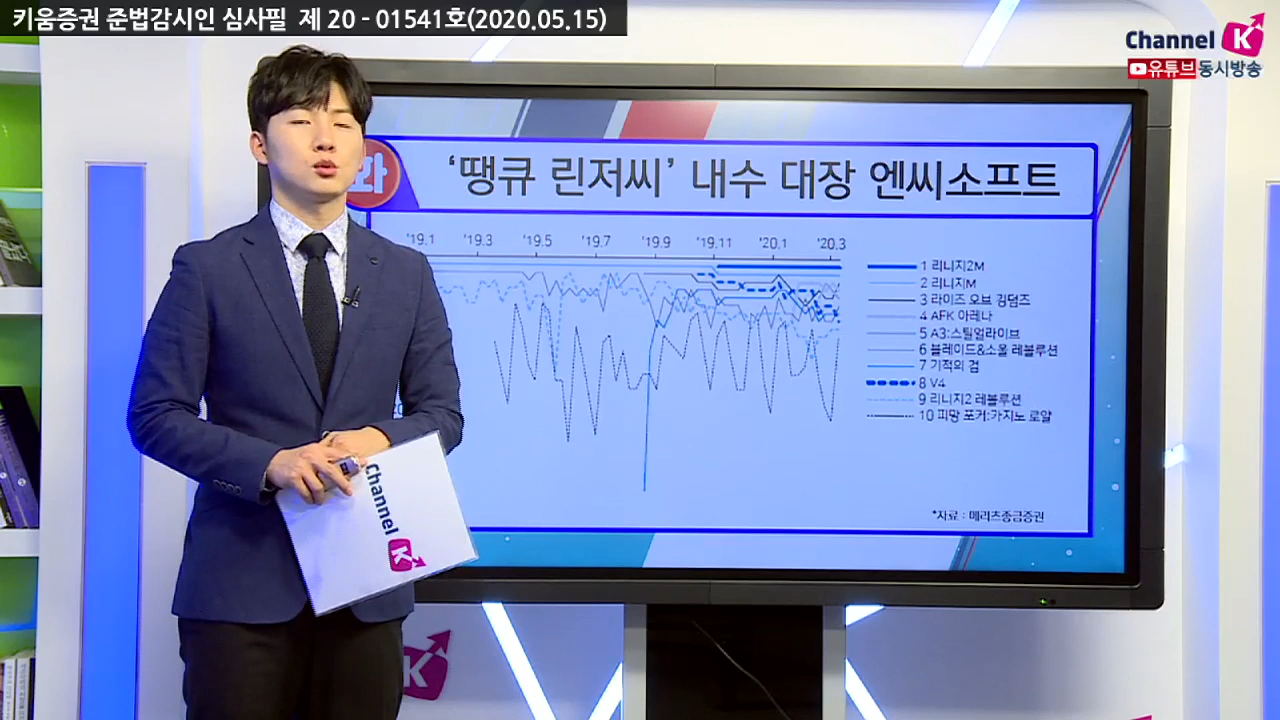 키움증권 준법감시인 심사필 제 20 - 01541호(2020.05.15)
Channel K
유튜브동시방송
화
'땡큐 린저씨' 내수 대장 엔씨소프트
'19.1 '19.3 '19.5 '19.7 '19.9 '19.11 '20.1 '20.3
1 리니지2M
2 리니지M
3 라이즈 오브 킹덤즈
4 AFK 아레나
5 A3:스틸얼라이브
6 블레이드&소울 레볼루션
7 기적의 검
8 V4
9 리니지2 레볼루션
10 피망 포커:카지노 로얄
*자료 : 메리츠종금증권
Channel K
K